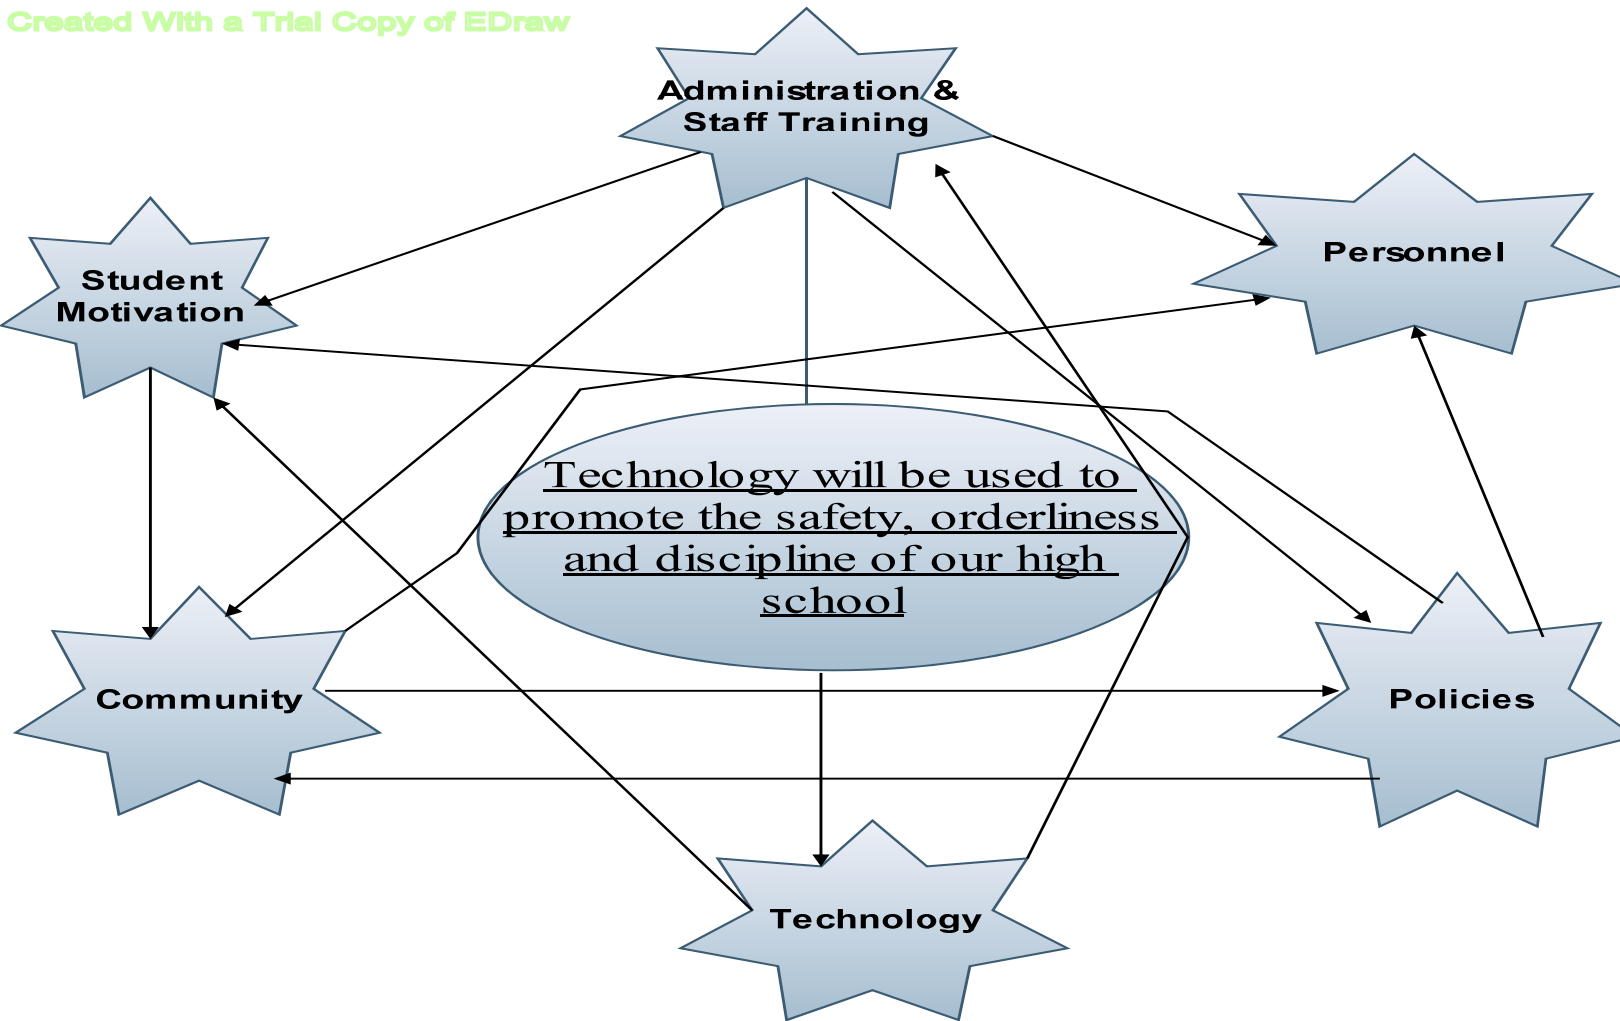 Created With a Trial Copy of EDraw
Administration &
Staff Training
Personnel
Student
Motivation
Technology will be used to
promote the safety, orderliness
and discipline of our high
school
Community
Policies
Technology